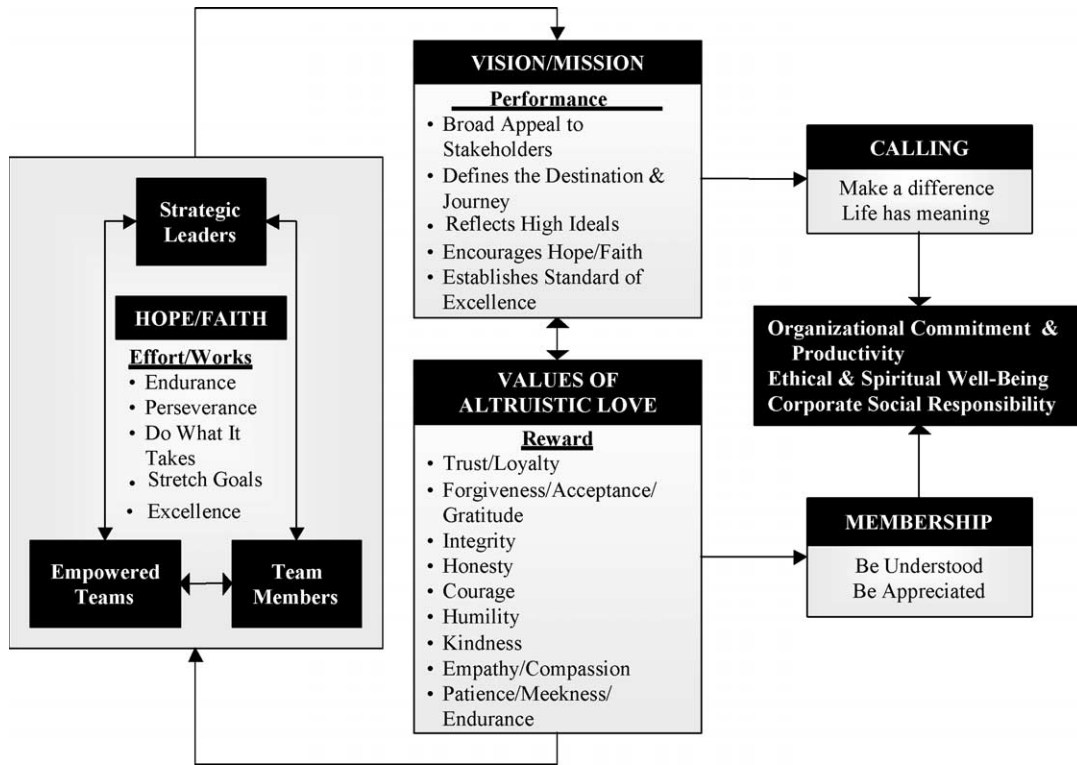 Strategic
Leaders
HOPE/FAITH
Effort/Works
• Endurance
• Perseverance
• Do What It
Takes
• Stretch Goals
• Excellence
Empowered
Teams
Team
Members
VISION/MISSION
Performance
• Broad Appeal to
Stakeholders
• Defines the Destination &
Journey
• Reflects High Ideals
• Encourages Hope/Faith
• Establishes Standard of
Excellence
VALUES OF
ALTRUISTIC LOVE
Reward
• Trust/Loyalty
• Forgiveness/Acceptance/
Gratitude
• Integrity
• Honesty
• Courage
• Humility
• Kindness
• Empathy/Compassion
• Patience/Meekness/
Endurance
CALLING
Make a difference
Life has meaning
Organizational Commitment &
Productivity
Ethical & Spiritual Well-Being
Corporate Social Responsibility
MEMBERSHIP
Be Understood
Be Appreciated